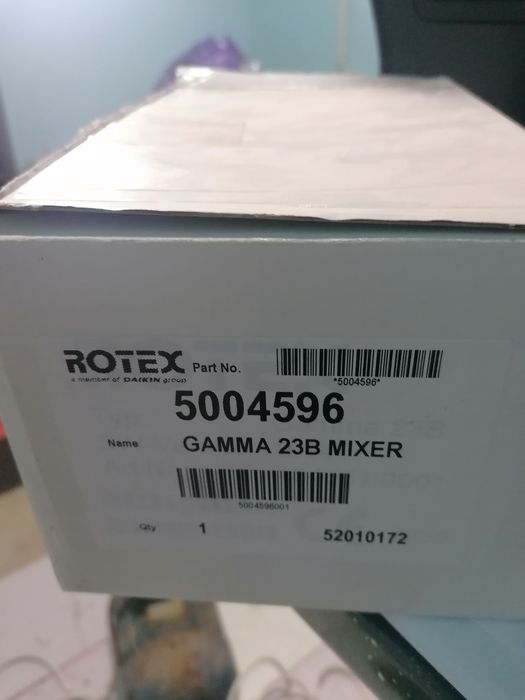 ROTEX Part No.
a member of DAIKIN group
*5004596*
5004596
Name GAMMA 23B MIXER
5004596001
Qty 1 52010172